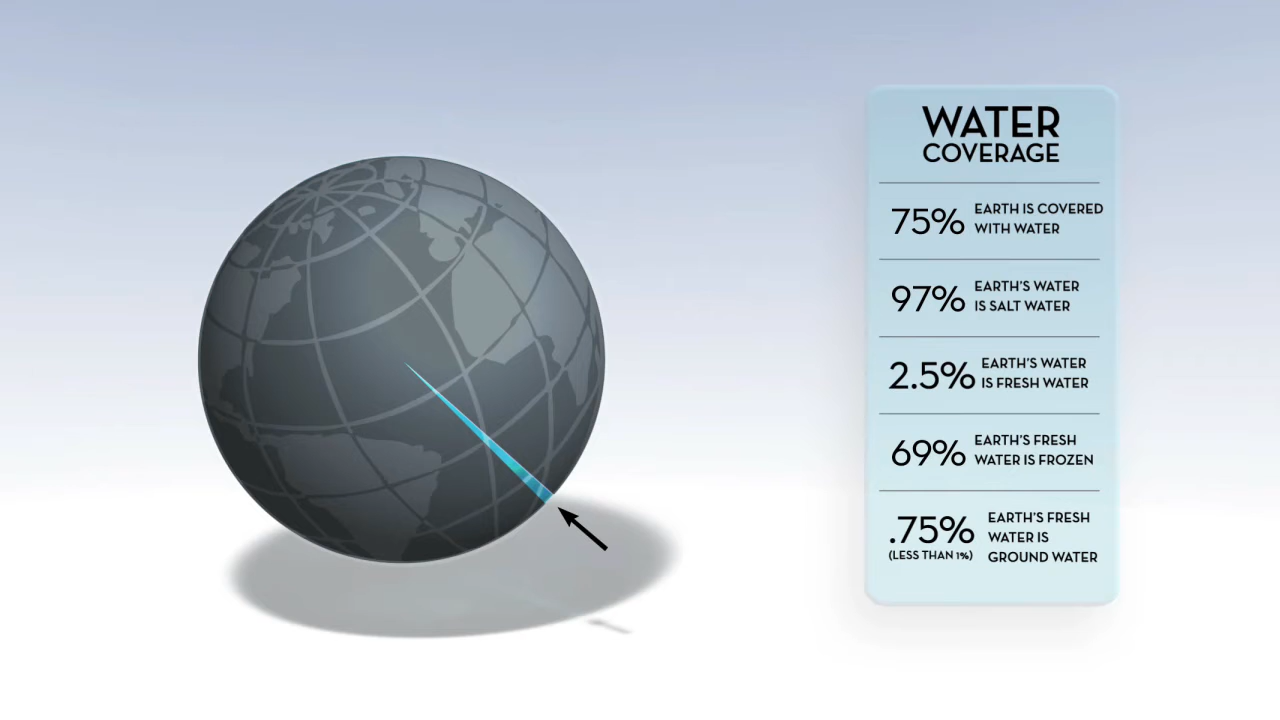 WATER
COVERAGE
75%
EARTH IS COVERED
WITH WATER
97%
EARTH'S WATER
IS SALT WATER
2.5%
EARTH'S WATER
IS FRESH WATER
69%
EARTH'S FRESH
WATER IS FROZEN
.75%
(LESS THAN 1%)
EARTH'S FRESH
WATER IS
GROUND WATER